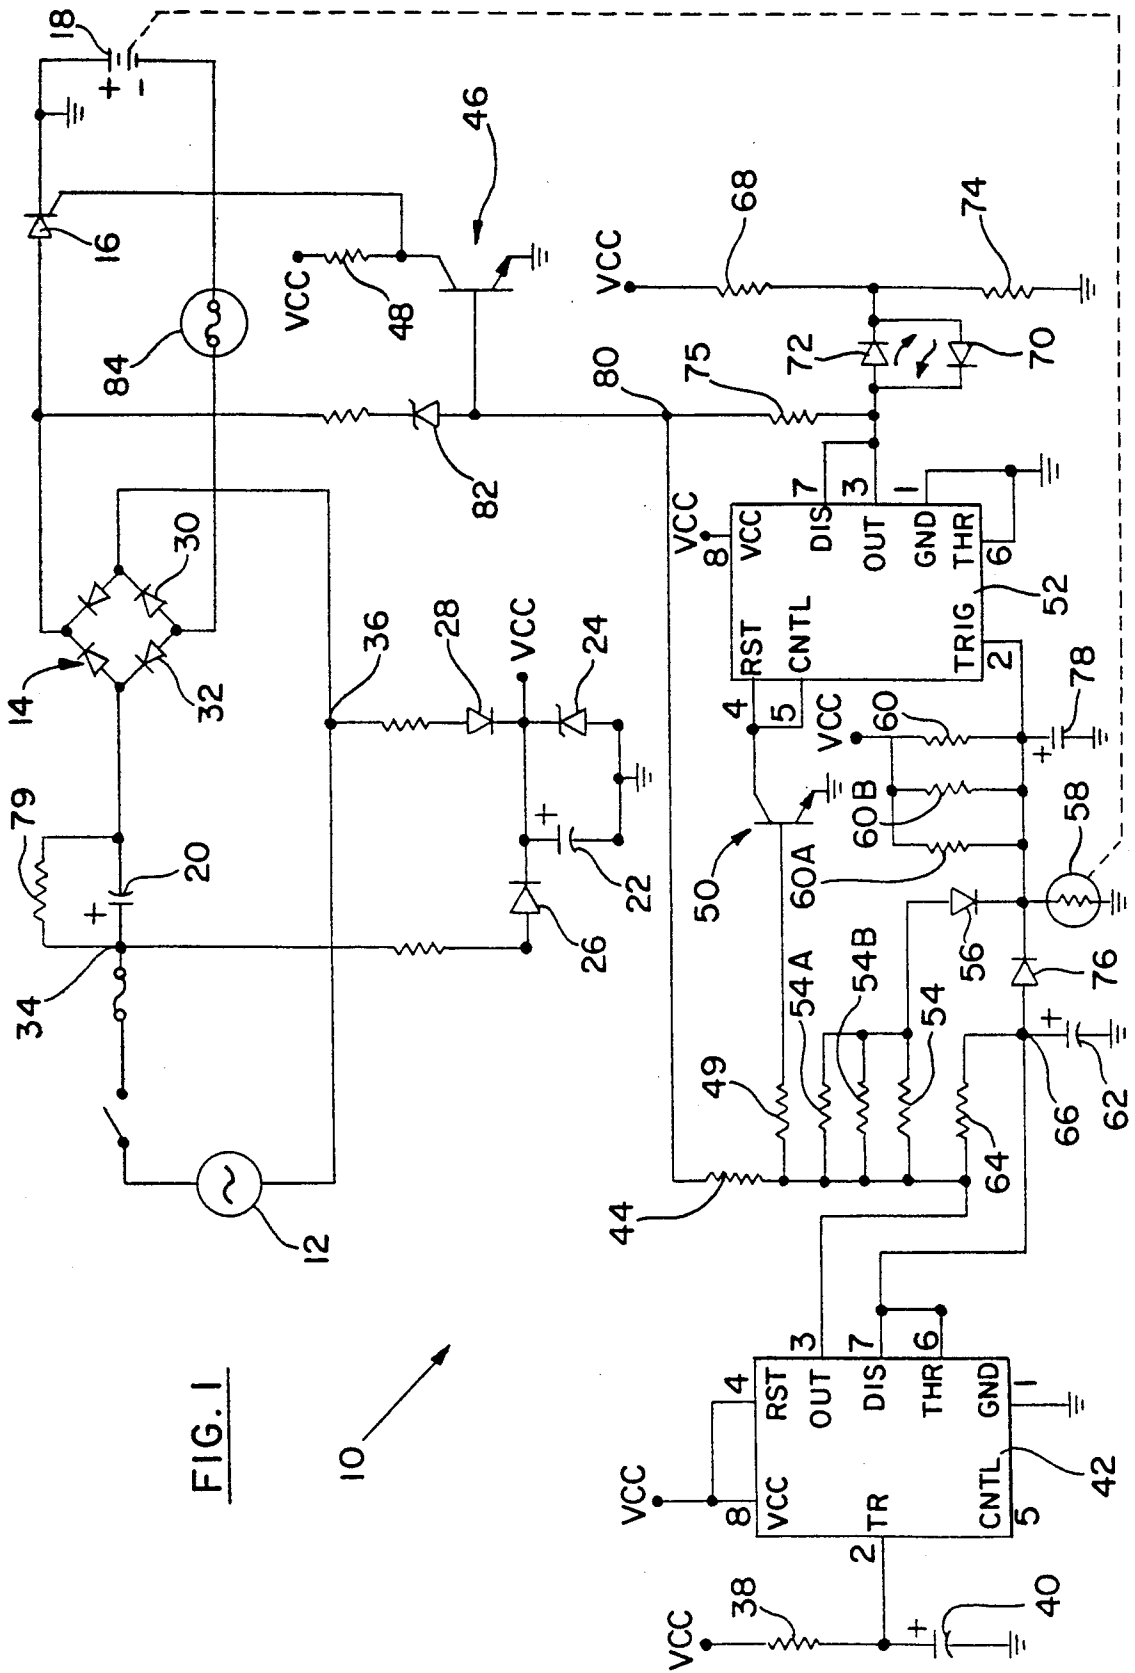 FIG. 1
10
12
34
79
+
20
14
32
30
84
16
18
+
-
36
28
VCC
24
26
+
22
82
VCC
48
46
80
75
VCC
68
72
70
74
44
49
54A
54B
54
64
66
+
62
76
56
58
50
60A
60B
VCC
60
+
78
VCC
8
VCC
4
RST
5
CNTL
7
DIS
3
OUT
1
GND
THR
6
TRIG
2
52
VCC
38
+
40
VCC
8
VCC
4
RST
3
OUT
7
DIS
6
THR
GND
1
2
TR
CNTL
5
42